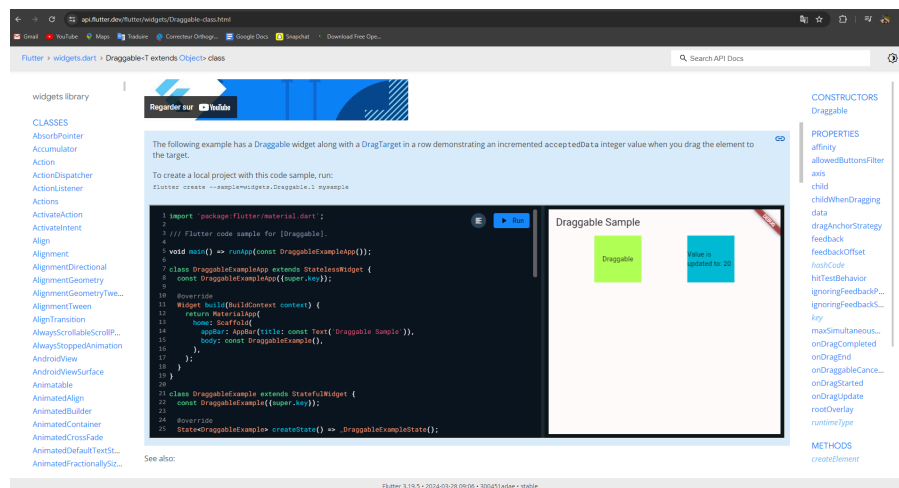 api.flutter.dev/flutter/widgets/Draggable-class.html
Gmail YouTube Maps Traduire Correcteur Orthogr... Google Docs Snapchat Download Free Ope...
Flutter › widgets.dart › Draggable<T extends Object> class
Search API Docs
widgets library
CLASSES
AbsorbPointer
Accumulator
Action
ActionDispatcher
ActionListener
Actions
ActivateAction
ActivateIntent
Align
Alignment
AlignmentDirectional
AlignmentGeometry
AlignmentGeometryTwe...
AlignmentTween
AlignTransition
AlwaysScrollableScrollP...
AlwaysStoppedAnimation
AndroidView
AndroidViewSurface
Animatable
AnimatedAlign
AnimatedBuilder
AnimatedContainer
AnimatedCrossFade
AnimatedDefaultTextSt...
AnimatedFractionallySiz...
Regarder sur YouTube
The following example has a Draggable widget along with a DragTarget in a row demonstrating an incremented acceptedData integer value when you drag the element to
the target.
To create a local project with this code sample, run:
flutter create --sample=widgets.Draggable.1 mysample
1 import 'package:flutter/material.dart';
2
3 /// Flutter code sample for [Draggable].
4
5 void main() => runApp(const DraggableExampleApp());
6
7 class DraggableExampleApp extends StatelessWidget {
8 const DraggableExampleApp({super.key});
9
10 @override
11 Widget build(BuildContext context) {
12 return MaterialApp(
13 home: Scaffold(
14 appBar: AppBar(title: const Text('Draggable Sample')),
15 body: const DraggableExample(),
16 ),
17 );
18 }
19 }
20
21 class DraggableExample extends StatefulWidget {
22 const DraggableExample({super.key});
23
24 @override
25 State<DraggableExample> createState() => _DraggableExampleState();
Run
Draggable Sample
Draggable
Value is
updated to: 20
See also:
CONSTRUCTORS
Draggable
PROPERTIES
affinity
allowedButtonsFilter
axis
child
childWhenDragging
data
dragAnchorStrategy
feedback
feedbackOffset
hashCode
hitTestBehavior
ignoringFeedbackP...
ignoringFeedbackS...
key
maxSimultaneous...
onDragCompleted
onDragEnd
onDraggableCance...
onDragStarted
onDragUpdate
rootOverlay
runtimeType
METHODS
createElement
Flutter 3.19.5 • 2024-03-28 09:06 • 300451adae • stable